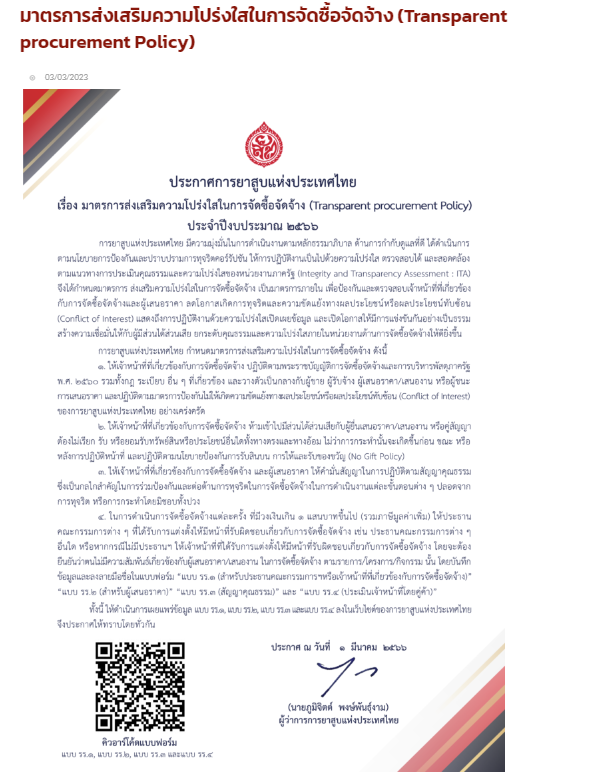 มาตรการส่งเสริมความโปร่งใสในการจัดซื้อจัดจ้าง (Transparent
procurement Policy)
03/03/2023
ประกาศการยาสูบแห่งประเทศไทย
เรื่อง มาตรการส่งเสริมความโปร่งใสในการจัดซื้อจัดจ้าง (Transparent procurement Policy)
ประจำปีงบประมาณ ๒๕๖๖
การยาสูบแห่งประเทศไทย มีความมุ่งมั่นในการดำเนินงานตามหลักธรรมาภิบาล ด้านการกำกับดูแลที่ดี ได้ดำเนินการ
ตามนโยบายการป้องกันและปราบปรามการทุจริตคอร์รัปชัน ให้การปฏิบัติงานเป็นไปด้วยความโปร่งใส ตรวจสอบได้ และสอดคล้อง
ตามแนวทางการประเมินคุณธรรมและความโปร่งใสของหน่วยงานภาครัฐ (Integrity and Transparency Assessment : ITA)
จึงได้กำหนดมาตรการ ส่งเสริมความโปร่งใสในการจัดซื้อจัดจ้าง เป็นมาตรการภายใน เพื่อป้องกันและตรวจสอบเจ้าหน้าที่ที่เกี่ยวข้อง
กับการจัดซื้อจัดจ้างและผู้เสนอราคา ลดโอกาสเกิดการทุจริตและความขัดแย้งทางผลประโยชน์หรือผลประโยชน์ทับซ้อน
(Conflict of Interest) แสดงถึงการปฏิบัติงานด้วยความโปร่งใสเปิดเผยข้อมูล และเปิดโอกาสให้มีการแข่งขันกันอย่างเป็นธรรม
สร้างความเชื่อมั่นให้กับผู้มีส่วนได้ส่วนเสีย ยกระดับคุณธรรมและความโปร่งใสภายในหน่วยงานด้านการจัดซื้อจัดจ้างให้ดียิ่งขึ้น
การยาสูบแห่งประเทศไทย กำหนดมาตรการส่งเสริมความโปร่งใสในการจัดซื้อจัดจ้าง ดังนี้
๑. ให้เจ้าหน้าที่ที่เกี่ยวข้องกับการจัดซื้อจัดจ้าง ปฏิบัติตามพระราชบัญญัติการจัดซื้อจัดจ้างและการบริหารพัสดุภาครัฐ
พ.ศ. ๒๕๖๐ รวมทั้งกฎ ระเบียบ อื่น ๆ ที่เกี่ยวข้อง และวางตัวเป็นกลางกับผู้ขาย ผู้รับจ้าง ผู้เสนอราคา/เสนองาน หรือผู้ชนะ
การเสนอราคา และปฏิบัติตามมาตรการป้องกันไม่ให้เกิดความขัดแย้งทางผลประโยชน์หรือผลประโยชน์ทับซ้อน (Conflict of Interest)
ของการยาสูบแห่งประเทศไทย อย่างเคร่งครัด
๒. ให้เจ้าหน้าที่ที่เกี่ยวข้องกับการจัดซื้อจัดจ้าง ห้ามเข้าไปมีส่วนได้ส่วนเสียกับผู้ยื่นเสนอราคา/เสนองาน หรือคู่สัญญา
ต้องไม่เรียก รับ หรือยอมรับทรัพย์สินหรือประโยชน์อื่นใดทั้งทางตรงและทางอ้อม ไม่ว่าการกระทำนั้นจะเกิดขึ้นก่อน ขณะ หรือ
หลังการปฏิบัติหน้าที่ และปฏิบัติตามนโยบายป้องกันการรับสินบน การให้และรับของขวัญ (No Gift Policy)
๓. ให้เจ้าหน้าที่ที่เกี่ยวข้องกับการจัดซื้อจัดจ้าง และผู้เสนอราคา ให้คำมั่นสัญญาในการปฏิบัติตามสัญญาคุณธรรม
ซึ่งเป็นกลไกสำคัญในการร่วมป้องกันและต่อต้านการทุจริตในการจัดซื้อจัดจ้างในการดำเนินงานแต่ละขั้นตอนต่าง ๆ ปลอดจาก
การทุจริต หรือการกระทำโดยมิชอบทั้งปวง
๔. ในการดำเนินการจัดซื้อจัดจ้างแต่ละครั้ง ที่มีวงเงินเกิน ๑ แสนบาทขึ้นไป (รวมภาษีมูลค่าเพิ่ม) ให้ประธาน
คณะกรรมการต่าง ๆ ที่ได้รับการแต่งตั้งให้มีหน้าที่รับผิดชอบเกี่ยวกับการจัดซื้อจัดจ้าง เช่น ประธานคณะกรรมการต่าง ๆ
อื่นใด หรือหากกรณีไม่มีประธานฯ ให้เจ้าหน้าที่ที่ได้รับการแต่งตั้งให้มีหน้าที่รับผิดชอบเกี่ยวกับการจัดซื้อจัดจ้าง โดยจะต้อง
ยืนยันว่าตนไม่มีความสัมพันธ์เกี่ยวข้องกับผู้เสนอราคา/เสนองาน ในการจัดซื้อจัดจ้าง ตามรายการ/โครงการ/กิจกรรม นั้น โดยบันทึก
ข้อมูลและลงลายมือชื่อในแบบฟอร์ม “แบบ รร.๑ (สำหรับประธานคณะกรรมการฯหรือเจ้าหน้าที่ที่เกี่ยวข้องกับการจัดซื้อจัดจ้าง)”
“แบบ รร.๒ (สำหรับผู้เสนอราคา)” “แบบ รร.๓ (สัญญาคุณธรรม)” และ “แบบ รร.๔ (ประเมินเจ้าหน้าที่โดยคู่ค้า)”
ทั้งนี้ ให้ดำเนินการเผยแพร่ข้อมูล แบบ รร.๑, แบบ รร.๒, แบบ รร.๓ และแบบ รร.๔ ลงในเว็บไซต์ของการยาสูบแห่งประเทศไทย
จึงประกาศให้ทราบโดยทั่วกัน
ประกาศ ณ วันที่ ๑ มีนาคม ๒๕๖๖
(นายภูมิจิตต์ พงษ์พันธุ์งาม)
ผู้ว่าการการยาสูบแห่งประเทศไทย
คิวอาร์โค้ดแบบฟอร์ม
แบบ รร.๑, แบบ รร.๒, แบบ รร.๓ และแบบ รร.๔